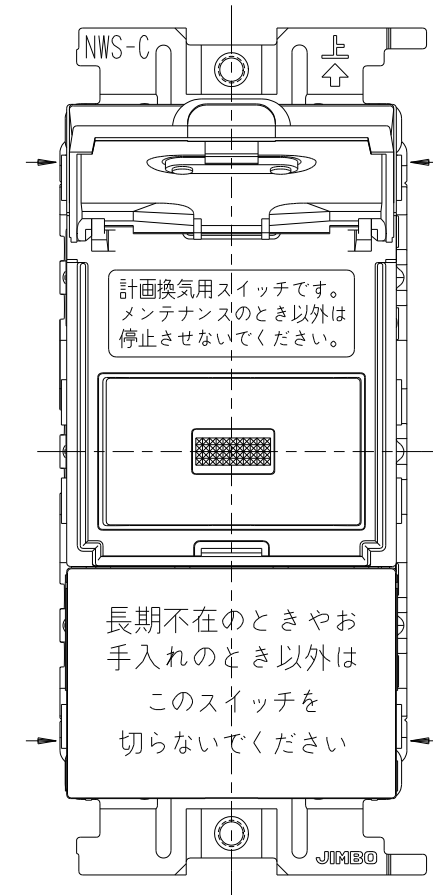 NWS-C
上
計画換気用スイッチです。
メンテナンスのとき以外は
停止させないでください。
長期不在のときやお
手入れのとき以外は
このスイッチを
切らないでください
JIMBO